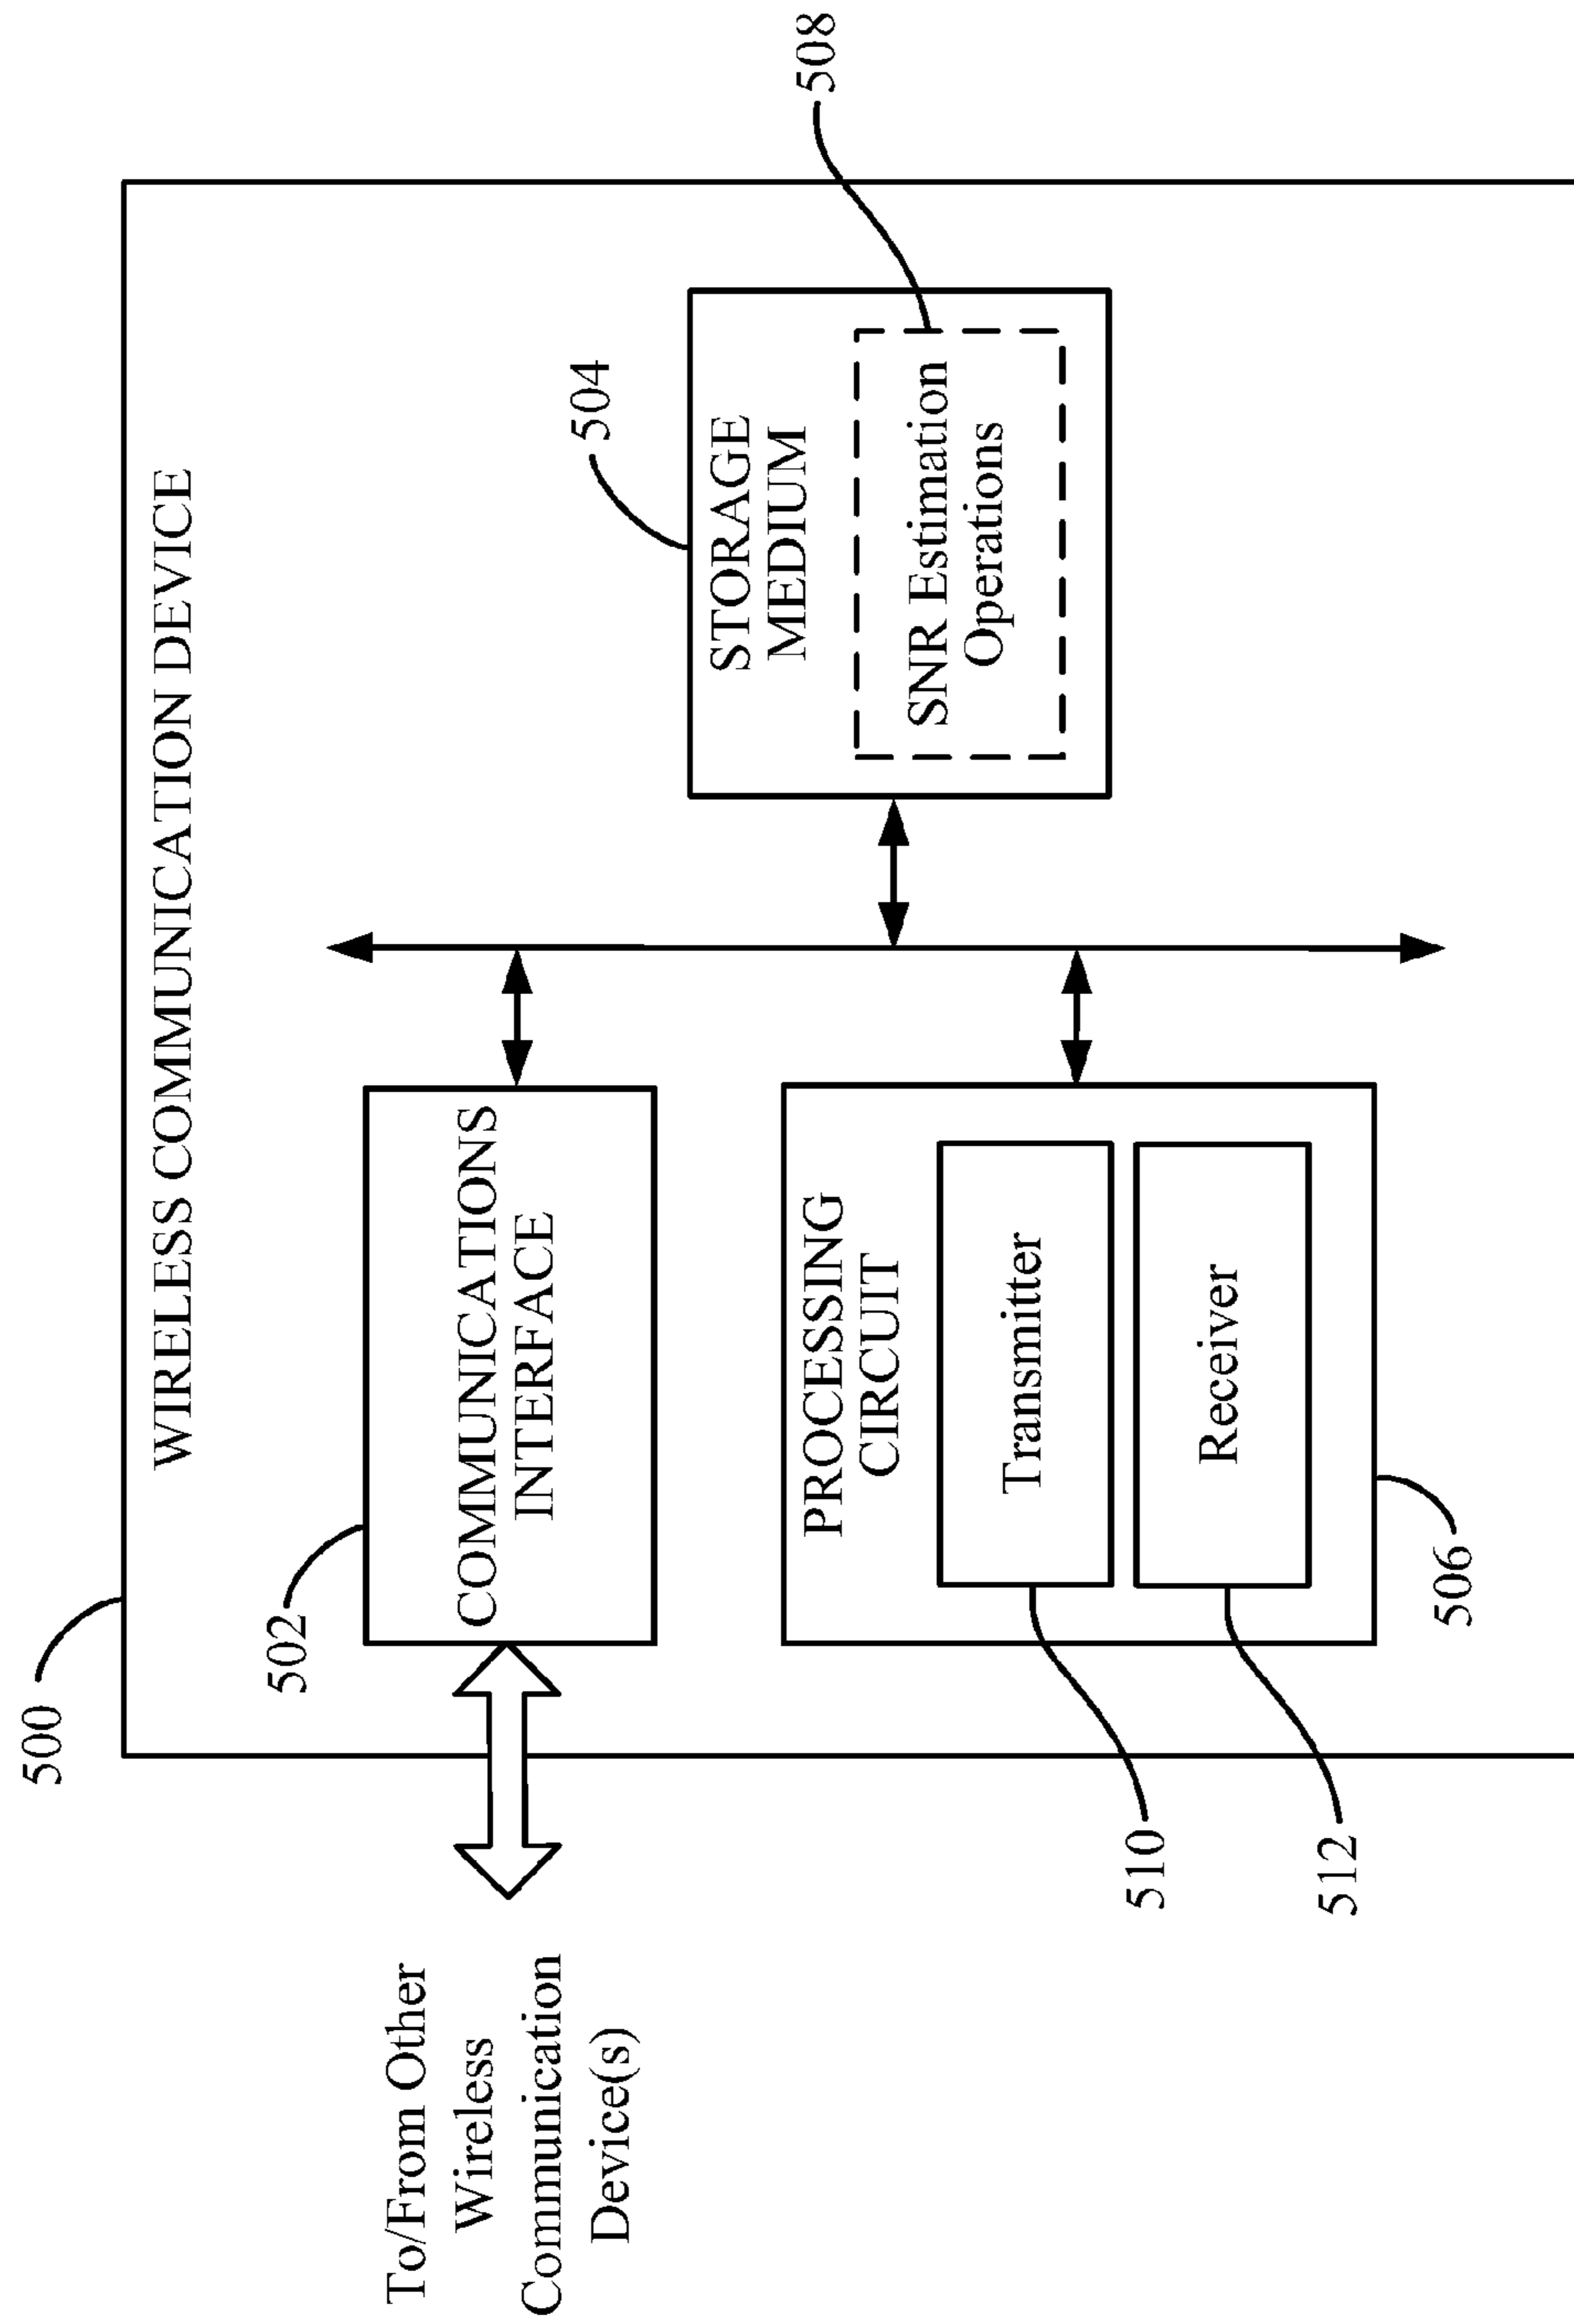 500
WIRELESS COMMUNICATION DEVICE
502
COMMUNICATIONS
INTERFACE
To/From Other
Wireless
Communication
Device(s)
504
STORAGE
MEDIUM
SNR Estimation
Operations
508
PROCESSING
CIRCUIT
Transmitter
Receiver
510
512
506